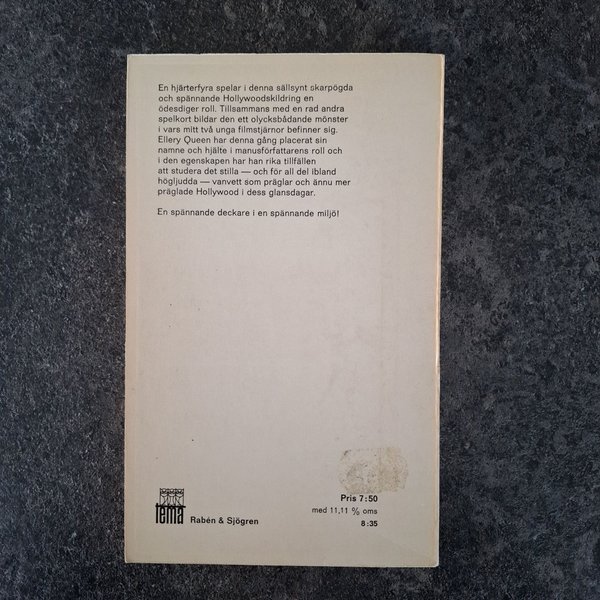 En hjärterfyra spelar i denna sällsynt skarpögda
och spännande Hollywoodskildring en
ödesdiger roll. Tillsammans med en rad andra
spelkort bildar den ett olycksbådande mönster
i vars mitt två unga filmstjärnor befinner sig.
Ellery Queen har denna gång placerat sin
namne och hjälte i manusförfattarens roll och
i den egenskapen har han rika tillfällen
att studera det stilla — och för all del ibland
högljudda — vanvett som präglar och ännu mer
präglade Hollywood i dess glansdagar.
En spännande deckare i en spännande miljö!
tema Rabén & Sjögren
Pris 7:50
med 11,11 % oms
8:35